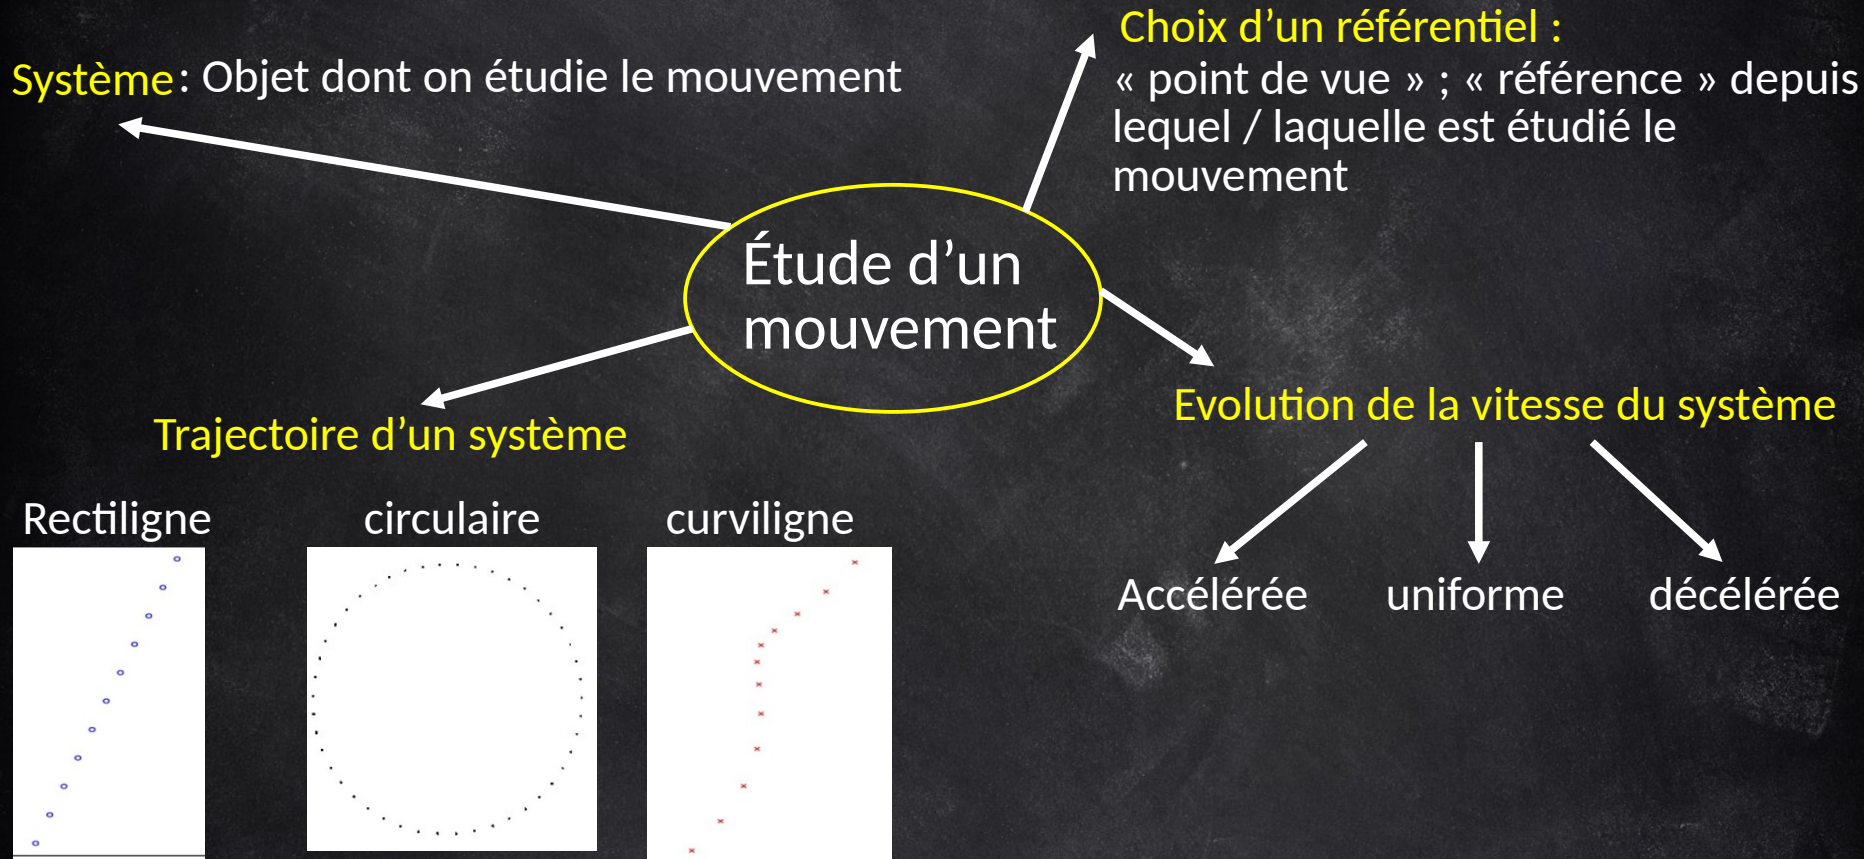 Système : Objet dont on étudie le mouvement
Choix d’un référentiel :
« point de vue » ; « référence » depuis
lequel / laquelle est étudié le
mouvement
Étude d’un
mouvement
Trajectoire d’un système
Rectiligne
circulaire
curviligne
Evolution de la vitesse du système
Accélérée
uniforme
décélérée